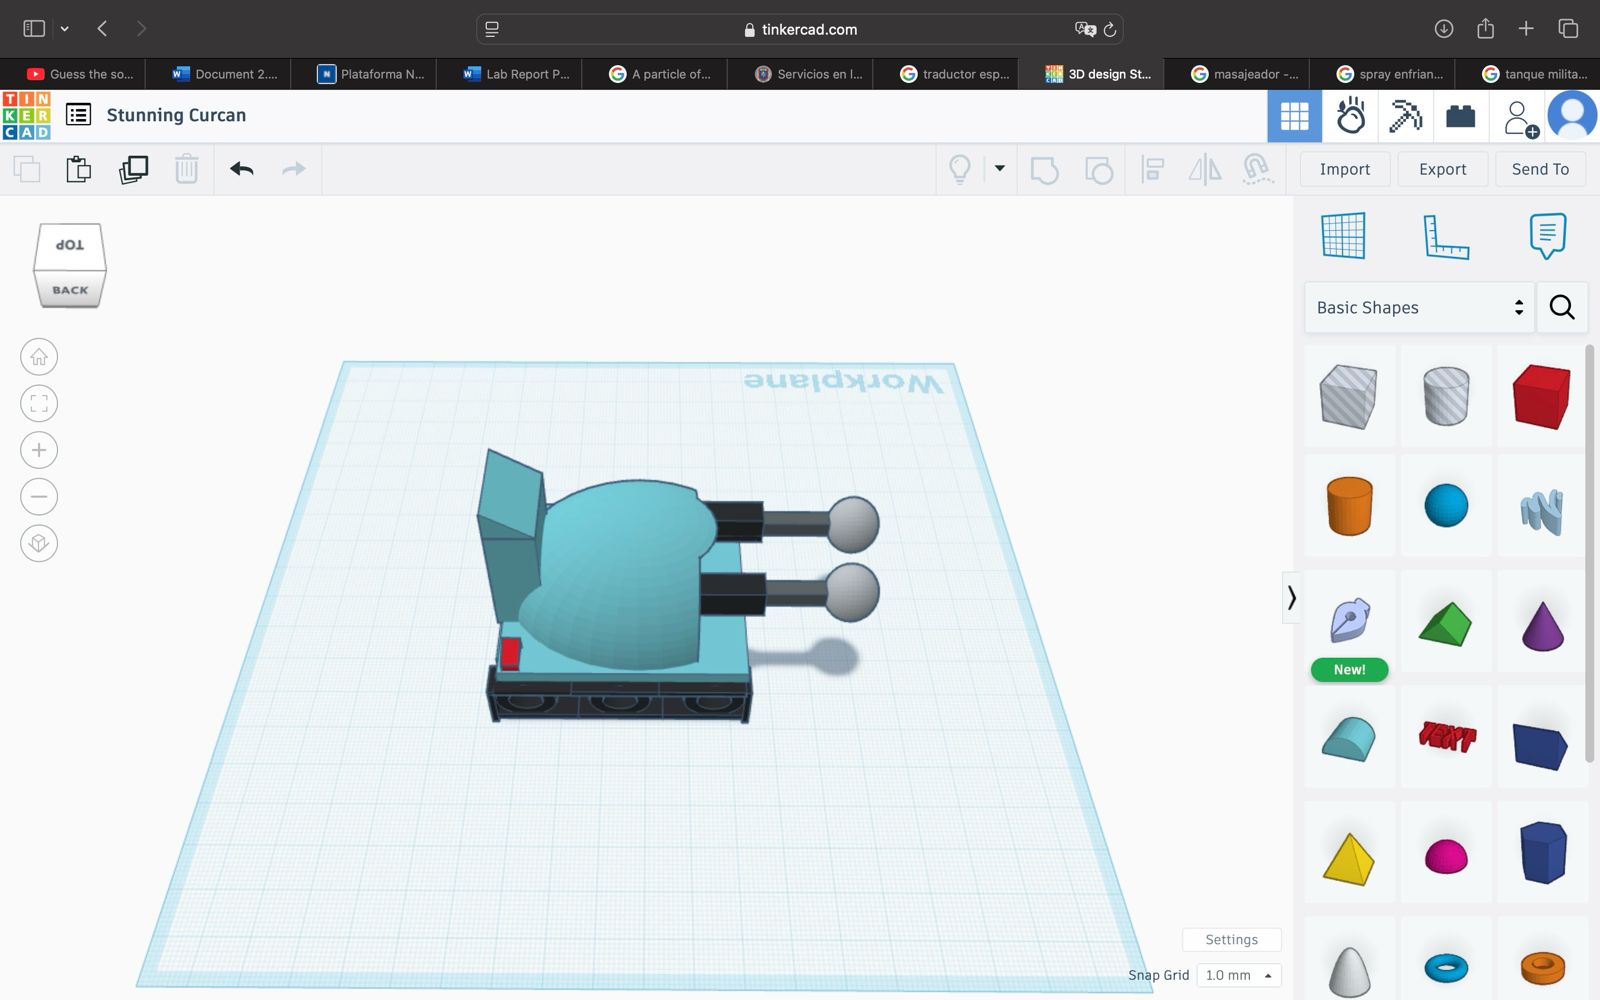 tinkercad.com
Guess the so...
Document 2....
Plataforma N...
Lab Report P...
A particle of...
Servicios en l...
traductor esp...
3D design St...
masajeador -...
spray enfrian...
tanque milita...
TIN
KER
CAD
Stunning Curcan
Import
Export
Send To
TOP
BACK
Basic Shapes
Workplane
New!
TEXT
Settings
Snap Grid
1.0 mm